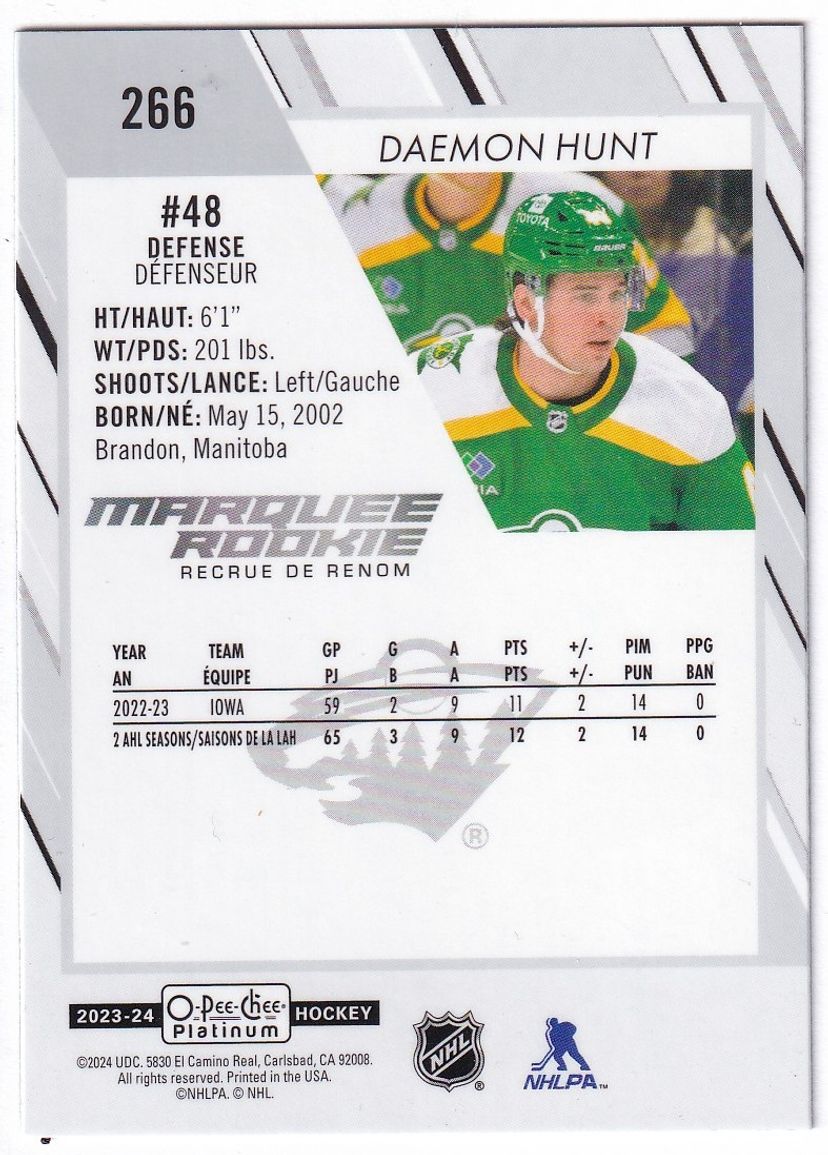 266
DAEMON HUNT
#48
DEFENSE
DÉFENSEUR
HT/HAUT: 6'1"
WT/PDS: 201 lbs.
SHOOTS/LANCE: Left/Gauche
BORN/NÉ: May 15, 2002
Brandon, Manitoba
TOYOTA
BAUER
IA
MARQUEE
ROOKIE
RECRUE DE RENOM
YEAR TEAM GP G A PTS +/- PIM PPG
AN ÉQUIPE PJ B A PTS +/- PUN BAN
2022-23 IOWA 59 2 9 11 2 14 0
2 AHL SEASONS/SAISONS DE LA LAH 65 3 9 12 2 14 0
®
2023-24 O-Pee-Chee® Platinum HOCKEY
©2024 UDC. 5830 El Camino Real, Carlsbad, CA 92008.
All rights reserved. Printed in the USA.
©NHLPA. © NHL.
NHL ®
NHLPA™